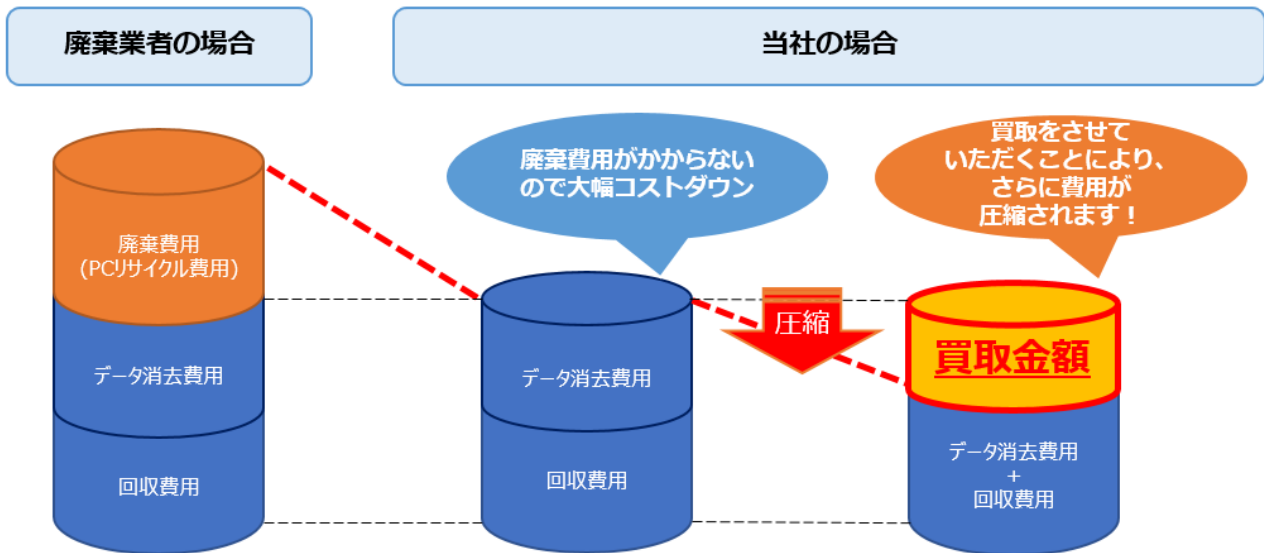 廃棄業者の場合
当社の場合
廃棄費用
(PCリサイクル費用)
データ消去費用
回収費用
廃棄費用がかからない
ので大幅コストダウン
データ消去費用
回収費用
圧縮
買取をさせて
いただくことにより、
さらに費用が
圧縮されます！
買取金額
データ消去費用
+
回収費用